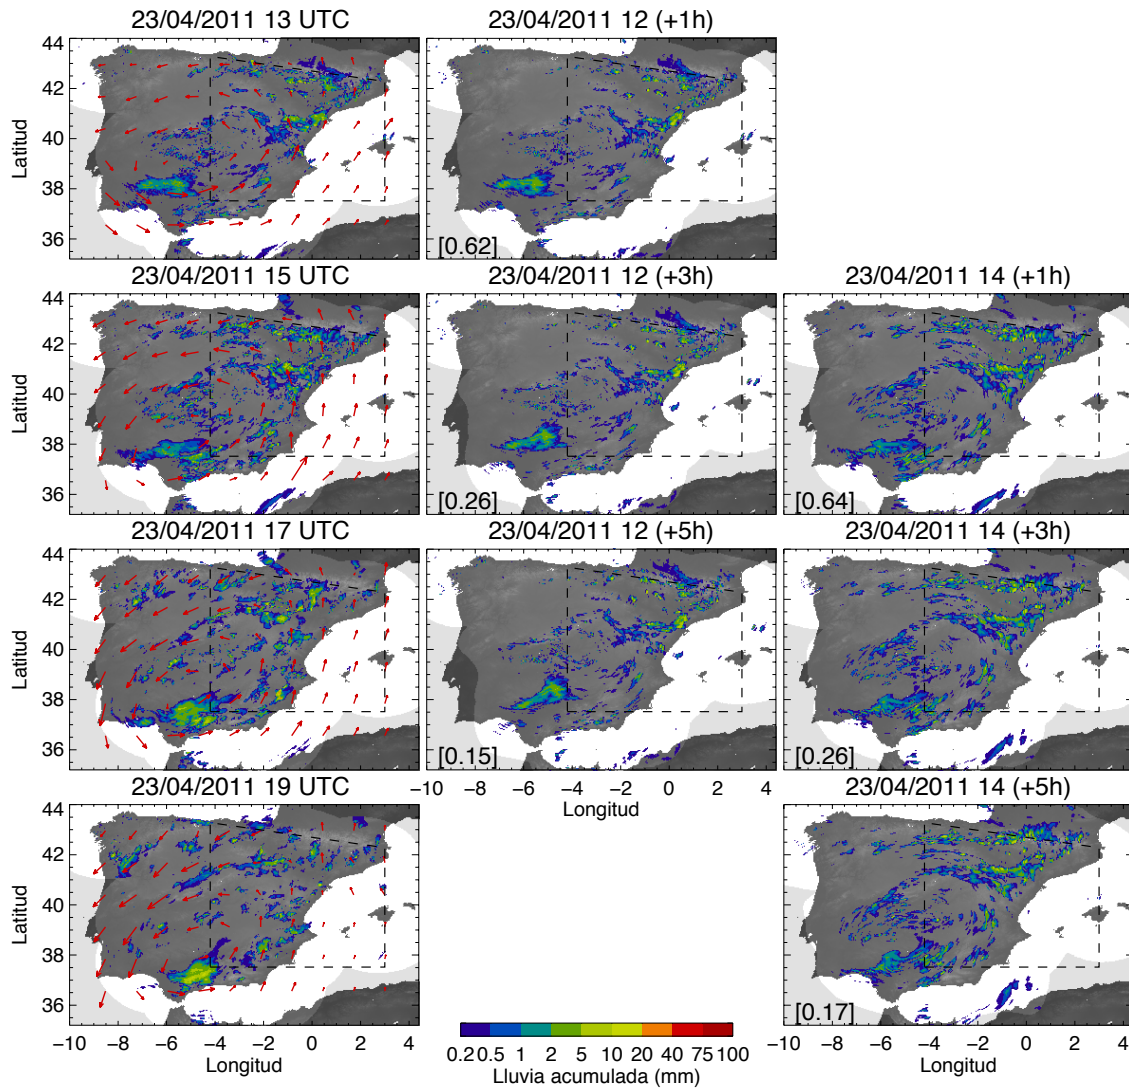 23/04/2011 13 UTC
23/04/2011 12 (+1h)
44
42
40
38
36
Latitud
[0.62]
23/04/2011 15 UTC
23/04/2011 12 (+3h)
23/04/2011 14 (+1h)
44
42
40
38
36
Latitud
[0.26]
[0.64]
23/04/2011 17 UTC
23/04/2011 12 (+5h)
23/04/2011 14 (+3h)
44
42
40
38
36
Latitud
[0.15]
[0.26]
-10 -8 -6 -4 -2 0 2 4
Longitud
23/04/2011 19 UTC
23/04/2011 14 (+5h)
44
42
40
38
36
Latitud
[0.17]
-10 -8 -6 -4 -2 0 2 4
Longitud
0.2 0.5 1 2 5 10 20 40 75 100
Lluvia acumulada (mm)
-10 -8 -6 -4 -2 0 2 4
Longitud